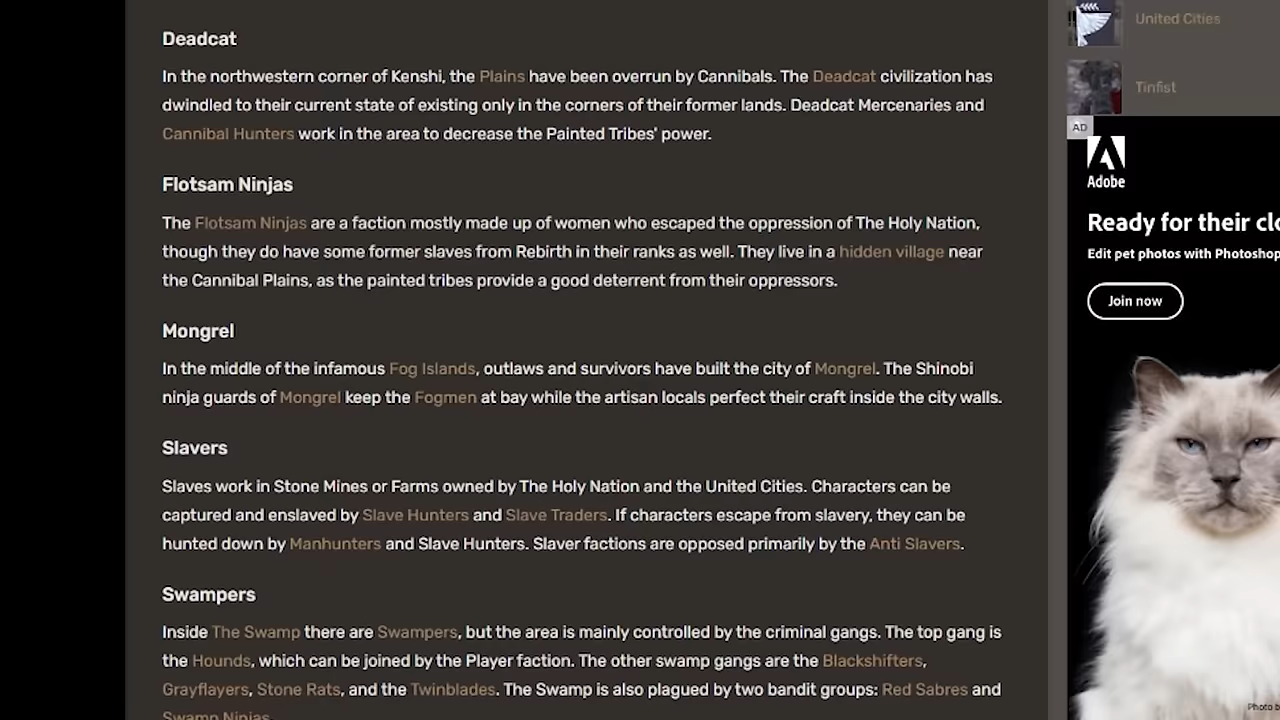 Deadcat
In the northwestern corner of Kenshi, the Plains have been overrun by Cannibals. The Deadcat civilization has
dwindled to their current state of existing only in the corners of their former lands. Deadcat Mercenaries and
Cannibal Hunters work in the area to decrease the Painted Tribes' power.
Flotsam Ninjas
The Flotsam Ninjas are a faction mostly made up of women who escaped the oppression of The Holy Nation,
though they do have some former slaves from Rebirth in their ranks as well. They live in a hidden village near
the Cannibal Plains, as the painted tribes provide a good deterrent from their oppressors.
Mongrel
In the middle of the infamous Fog Islands, outlaws and survivors have built the city of Mongrel. The Shinobi
ninja guards of Mongrel keep the Fogmen at bay while the artisan locals perfect their craft inside the city walls.
Slavers
Slaves work in Stone Mines or Farms owned by The Holy Nation and the United Cities. Characters can be
captured and enslaved by Slave Hunters and Slave Traders. If characters escape from slavery, they can be
hunted down by Manhunters and Slave Hunters. Slaver factions are opposed primarily by the Anti Slavers.
Swampers
Inside The Swamp there are Swampers, but the area is mainly controlled by the criminal gangs. The top gang is
the Hounds, which can be joined by the Player faction. The other swamp gangs are the Blackshifters,
Grayflayers, Stone Rats, and the Twinblades. The Swamp is also plagued by two bandit groups: Red Sabres and
Swamp Ninjas.
United Cities
Tinfist
AD
Adobe
Ready for their clo
Edit pet photos with Photoshop
Join now
Photo b